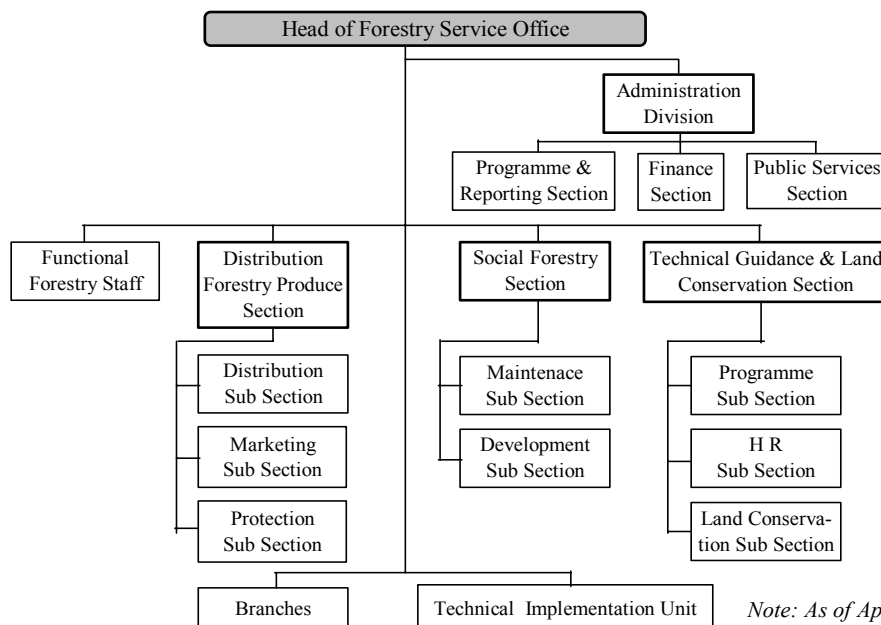 Head of Forestry Service Office
Administration
Division
Programme &
Reporting Section
Finance
Section
Public Services
Section
Functional
Forestry Staff
Distribution
Forestry Produce
Section
Social Forestry
Section
Technical Guidance & Land
Conservation Section
Distribution
Sub Section
Marketing
Sub Section
Protection
Sub Section
Maintenace
Sub Section
Development
Sub Section
Programme
Sub Section
H R
Sub Section
Land Conserva-
tion Sub Section
Branches
Technical Implementation Unit
Note: As of Ap